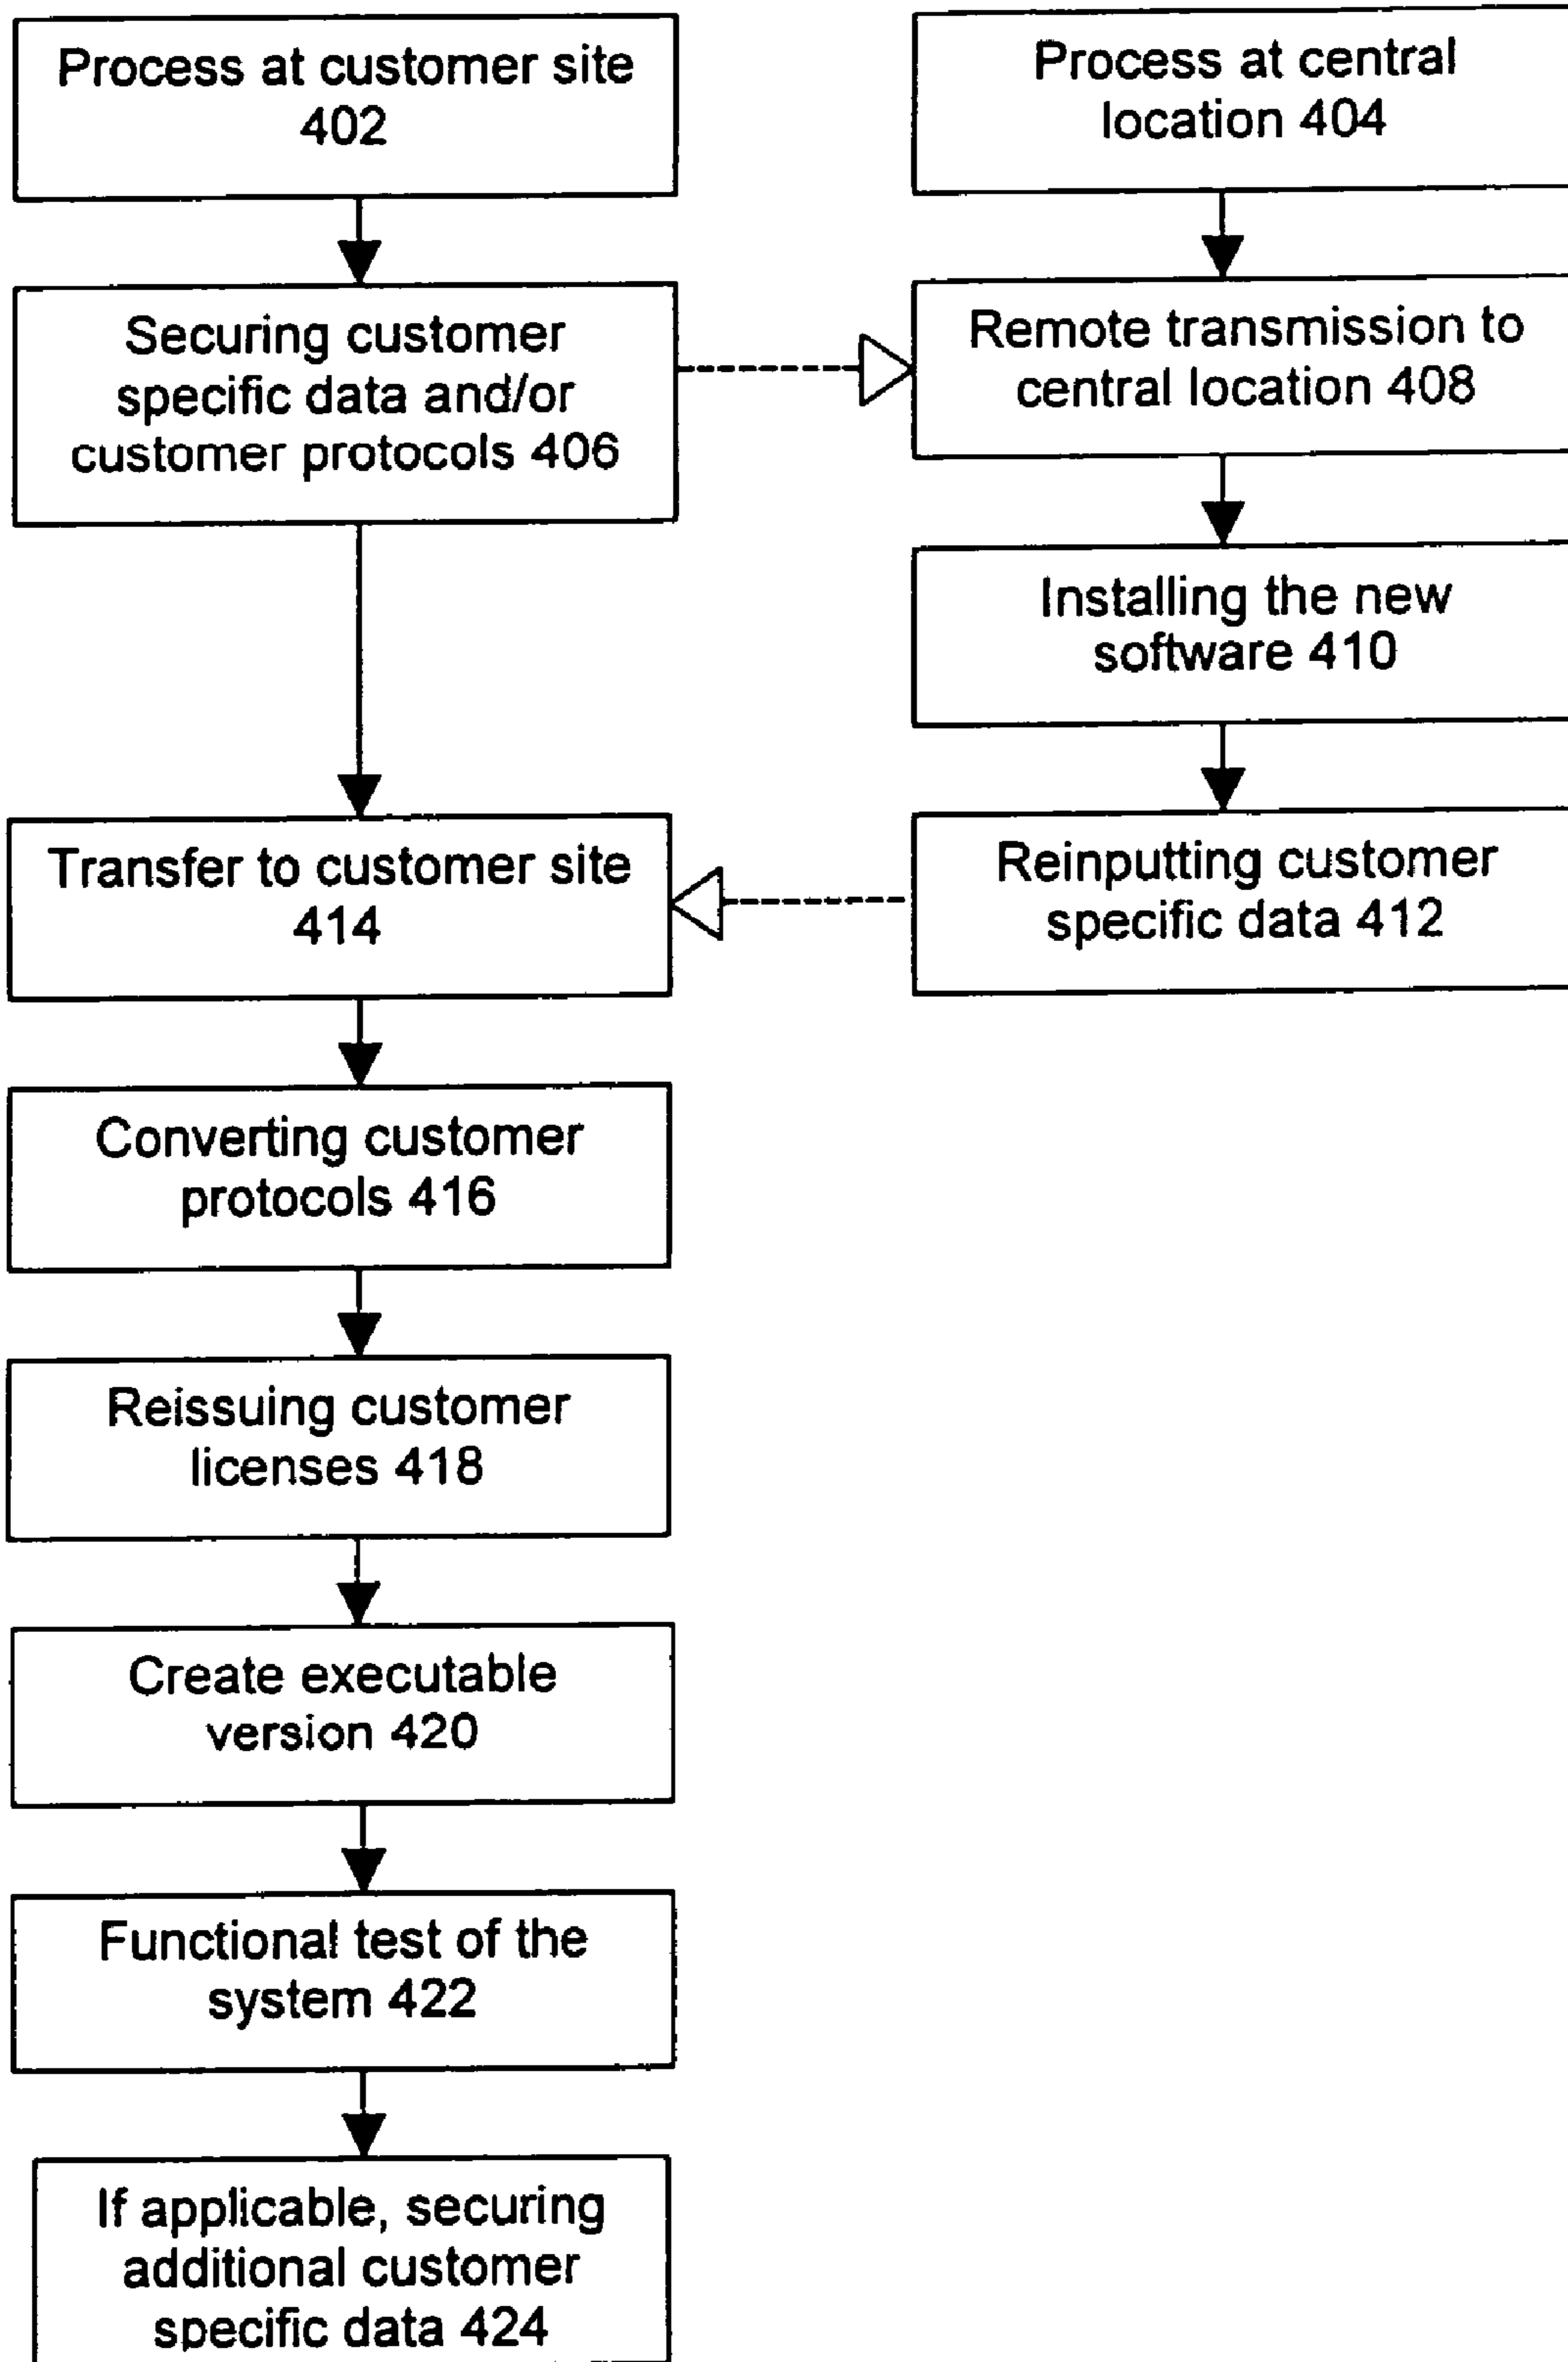 Process at customer site
402
Process at central
location 404
Securing customer
specific data and/or
customer protocols 406
Remote transmission to
central location 408
Installing the new
software 410
Transfer to customer site
414
Reinputting customer
specific data 412
Converting customer
protocols 416
Reissuing customer
licenses 418
Create executable
version 420
Functional test of the
system 422
If applicable, securing
additional customer
specific data 424